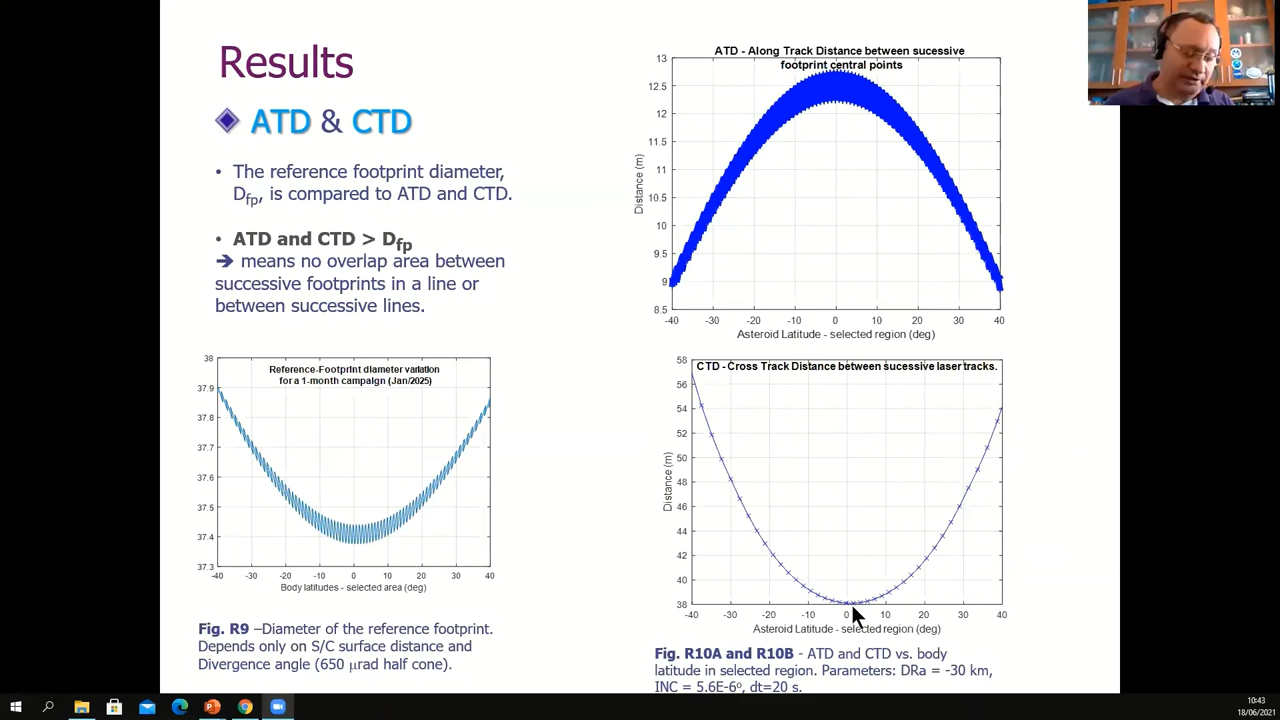 Results
ATD & CTD
• The reference footprint diameter,
Dfp, is compared to ATD and CTD.
• ATD and CTD > Dfp
➔ means no overlap area between
successive footprints in a line or
between successive lines.
Reference-Footprint diameter variation
for a 1-month campaign (Jan/2025)
38
37.9
37.8
37.7
37.6
37.5
37.4
37.3
-40 -30 -20 -10 0 10 20 30 40
Body latitudes - selected area (deg)
Fig. R9 –Diameter of the reference footprint.
Depends only on S/C surface distance and
Divergence angle (650 μrad half cone).
ATD - Along Track Distance between sucessive
footprint central points
Distance (m)
13
12.5
12
11.5
11
10.5
10
9.5
9
8.5
-40 -30 -20 -10 0 10 20 30 40
Asteroid Latitude - selected region (deg)
CTD - Cross Track Distance between sucessive laser tracks.
Distance (m)
58
56
54
52
50
48
46
44
42
40
38
-40 -30 -20 -10 0 10 20 30 40
Asteroid Latitude - selected region (deg)
Fig. R10A and R10B - ATD and CTD vs. body
latitude in selected region. Parameters: DRa = -30 km,
INC = 5.6E-6º, dt=20 s.
10:43
18/06/2021